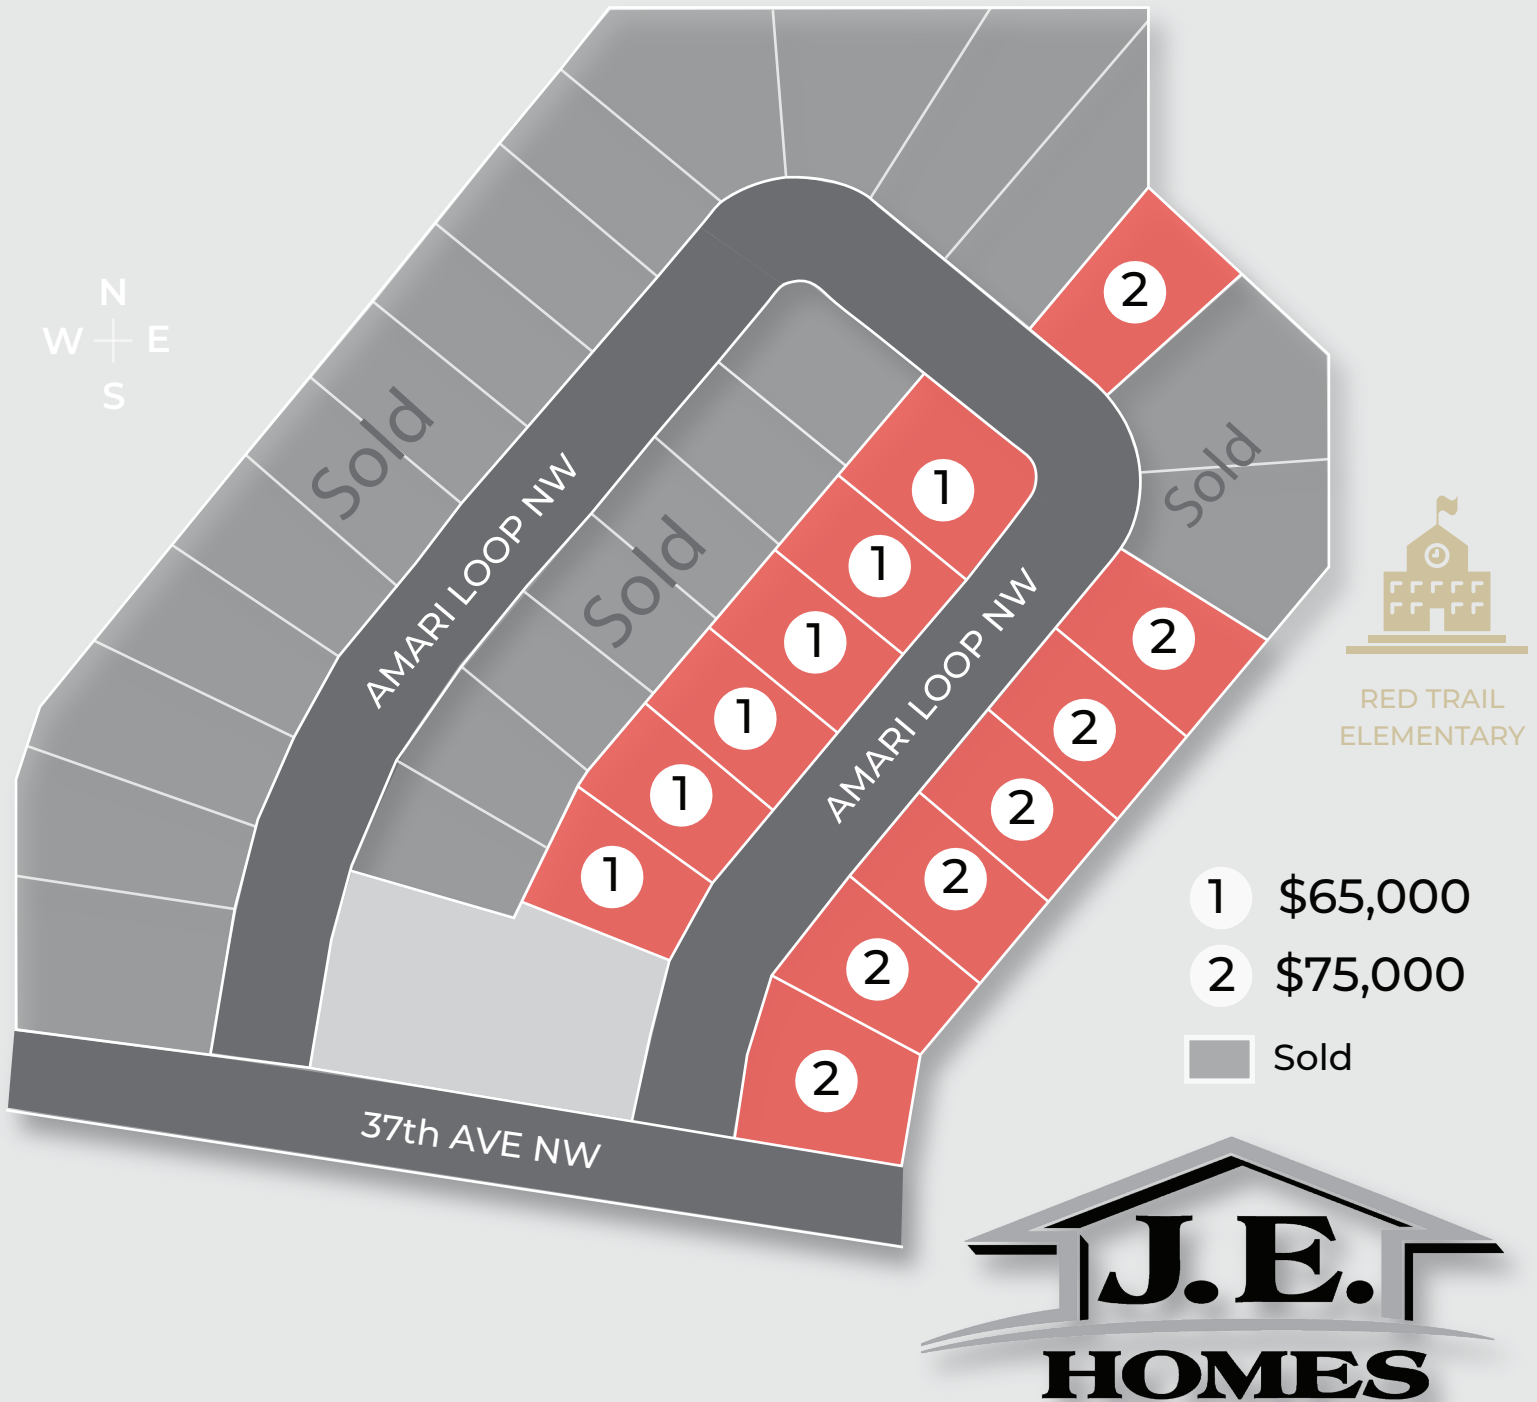 N
W E
S
2
Sold
Sold
Sold
AMARI LOOP NW
AMARI LOOP NW
1
1
1
1
1
1
2
2
2
2
2
2
RED TRAIL
ELEMENTARY
1 $65,000
2 $75,000
Sold
37th AVE NW
J.E.
HOMES